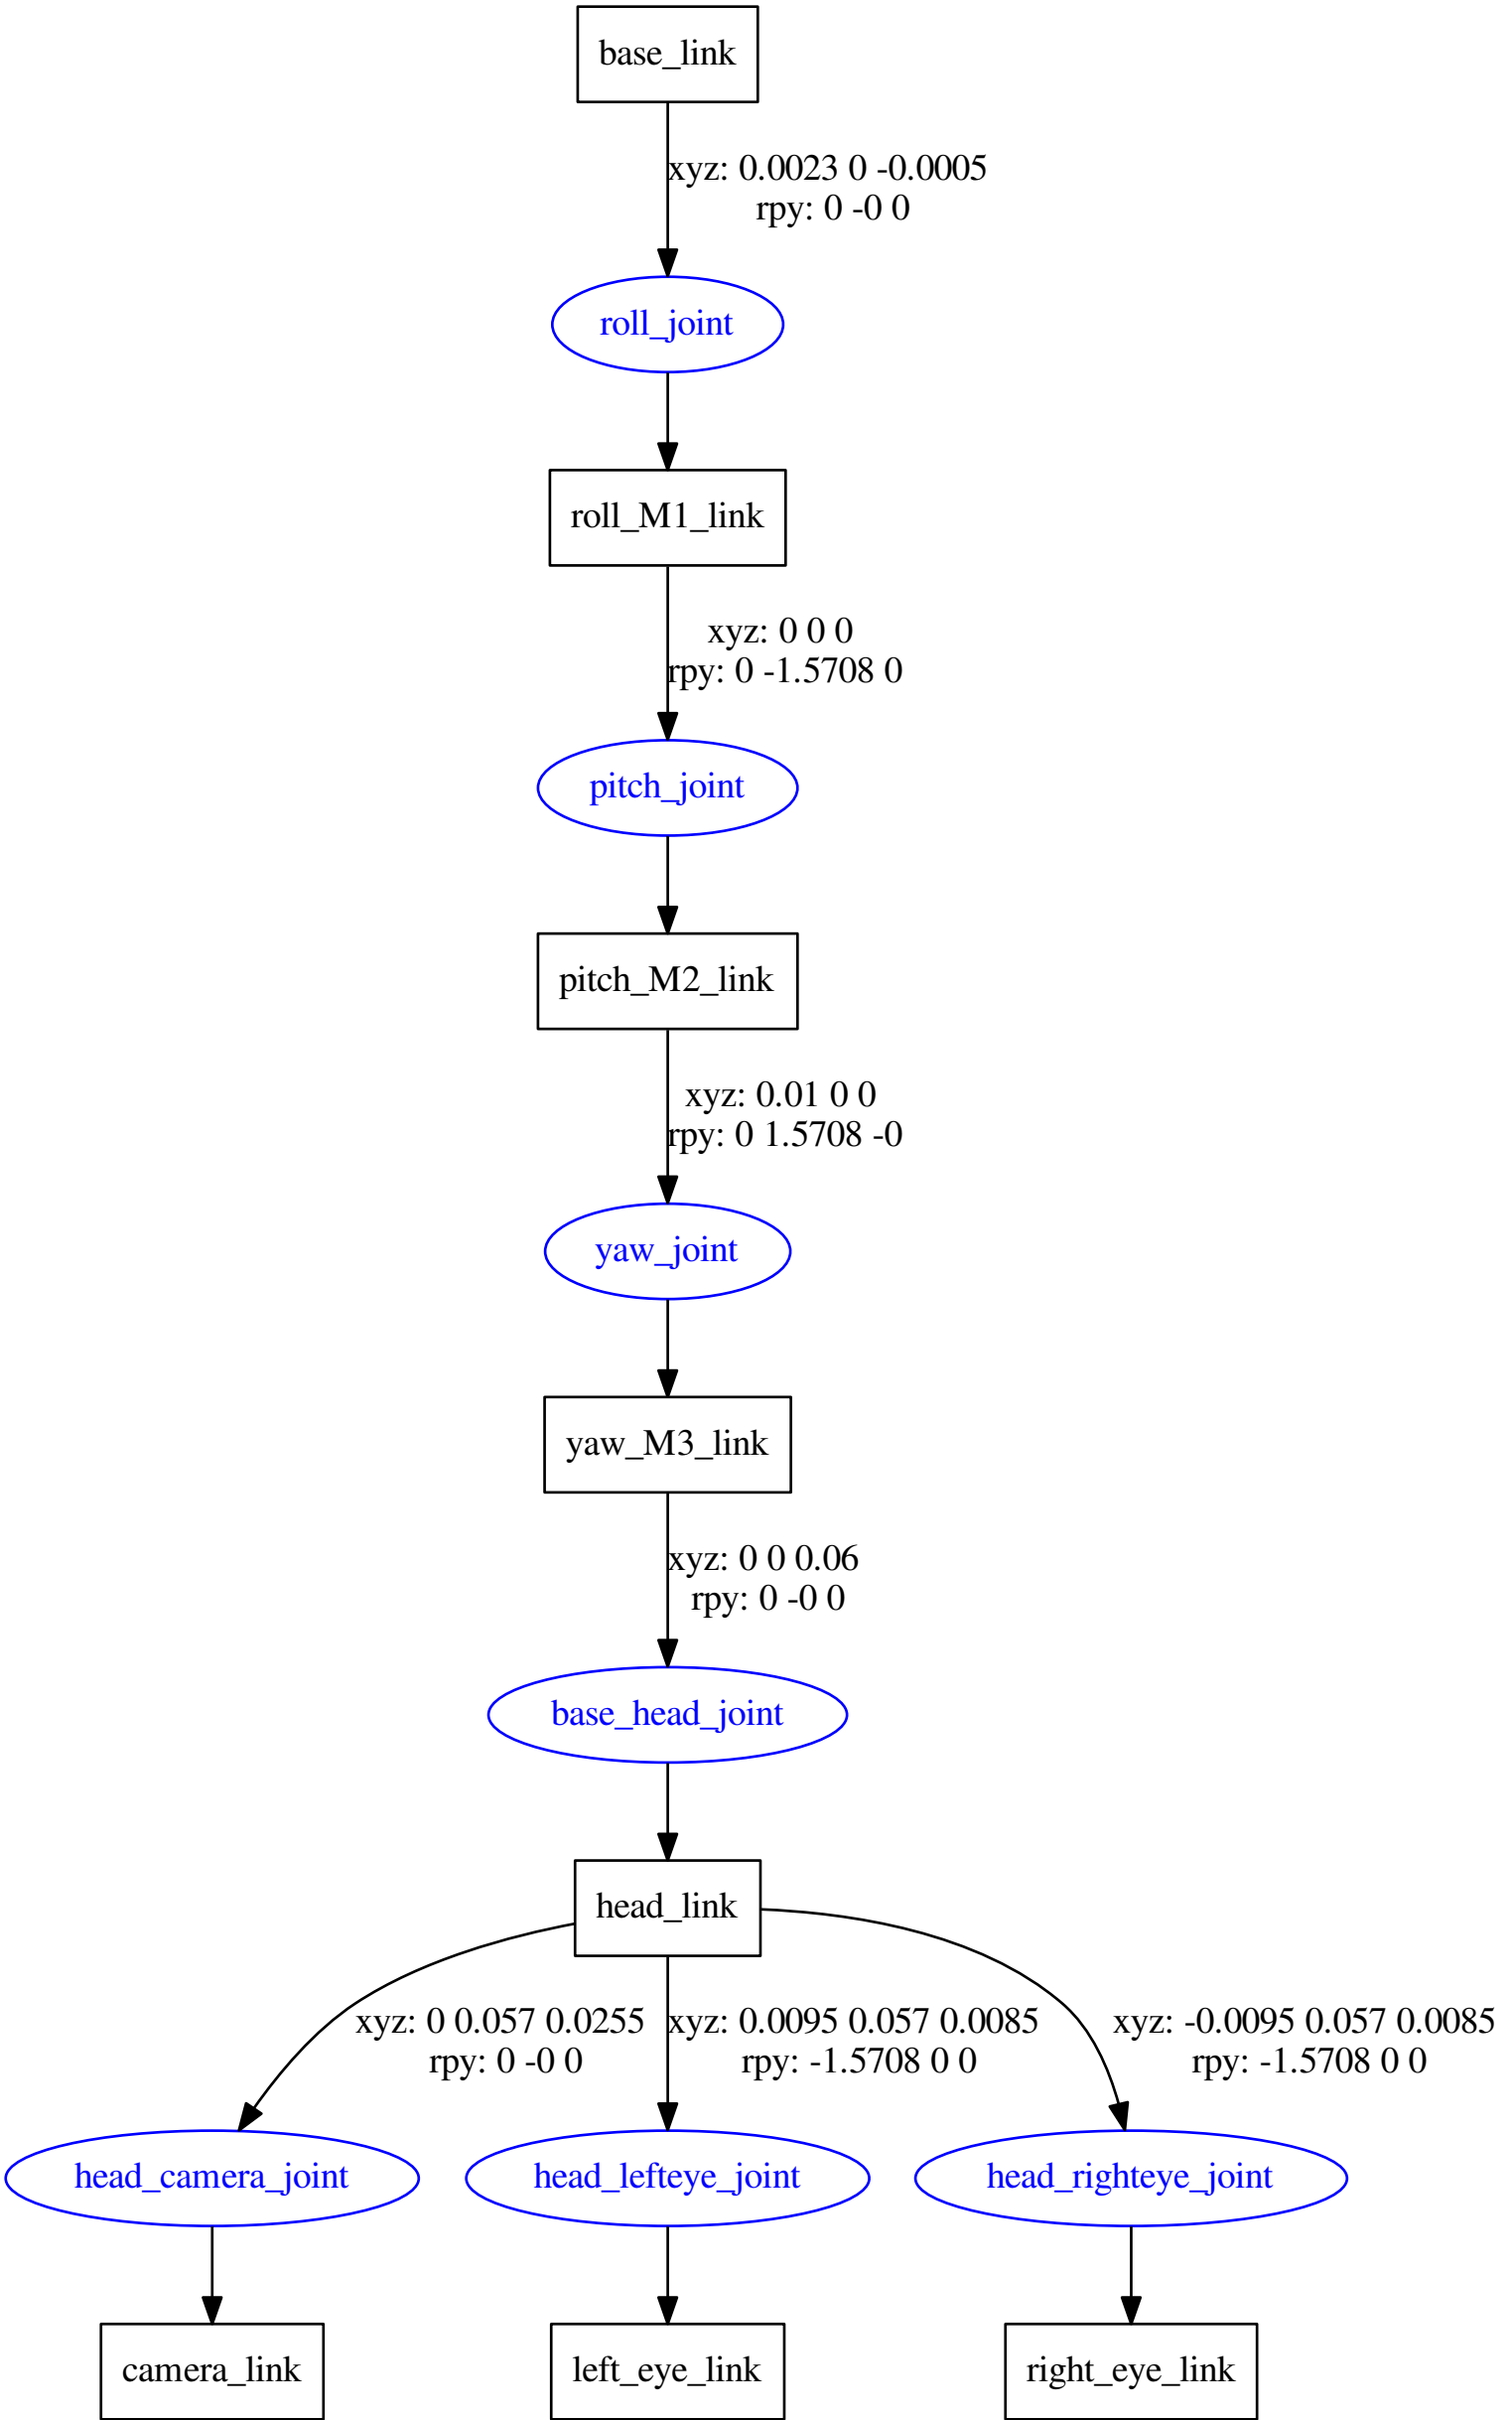 base_link
xyz: 0.0023 0 -0.0005
rpy: 0 -0 0
roll_joint
roll_M1_link
xyz: 0 0 0
rpy: 0 -1.5708 0
pitch_joint
pitch_M2_link
xyz: 0.01 0 0
rpy: 0 1.5708 -0
yaw_joint
yaw_M3_link
xyz: 0 0 0.06
rpy: 0 -0 0
base_head_joint
head_link
xyz: 0 0.057 0.0255
rpy: 0 -0 0
xyz: 0.0095 0.057 0.0085
rpy: -1.5708 0 0
xyz: -0.0095 0.057 0.0085
rpy: -1.5708 0 0
head_camera_joint
head_lefteye_joint
head_righteye_joint
camera_link
left_eye_link
right_eye_link